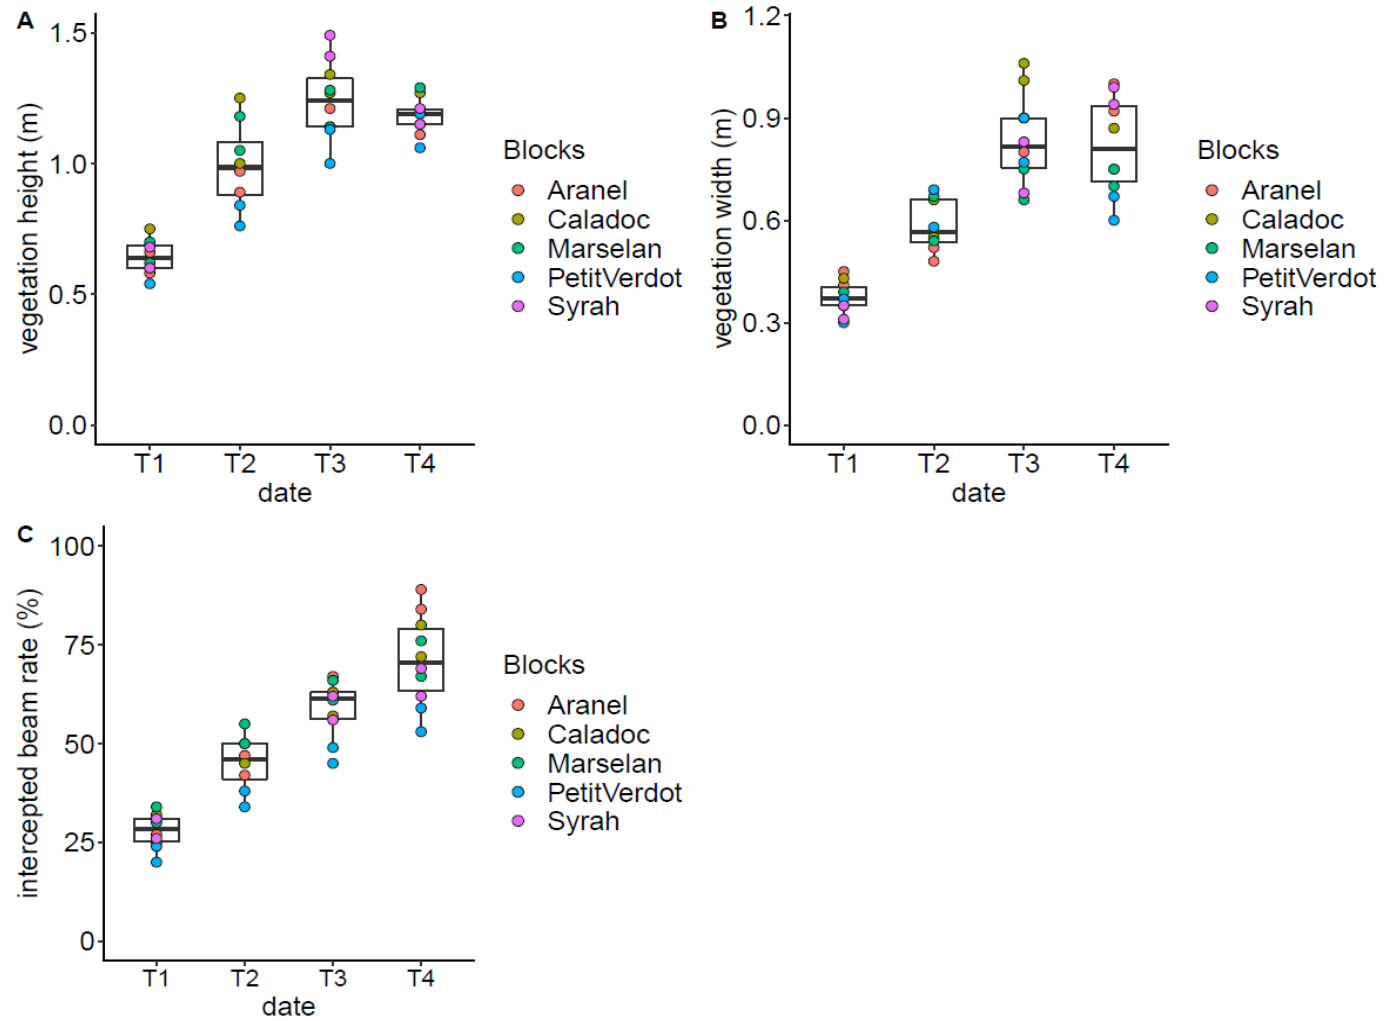 A
vegetation height (m)
1.5
1.0
0.5
0.0
T1 T2 T3 T4
date
Blocks
Aranel
Caladoc
Marselan
PetitVerdot
Syrah
B
vegetation width (m)
1.2
0.9
0.6
0.3
0.0
T1 T2 T3 T4
date
Blocks
Aranel
Caladoc
Marselan
PetitVerdot
Syrah
C
intercepted beam rate (%)
100
75
50
25
0
T1 T2 T3 T4
date
Blocks
Aranel
Caladoc
Marselan
PetitVerdot
Syrah